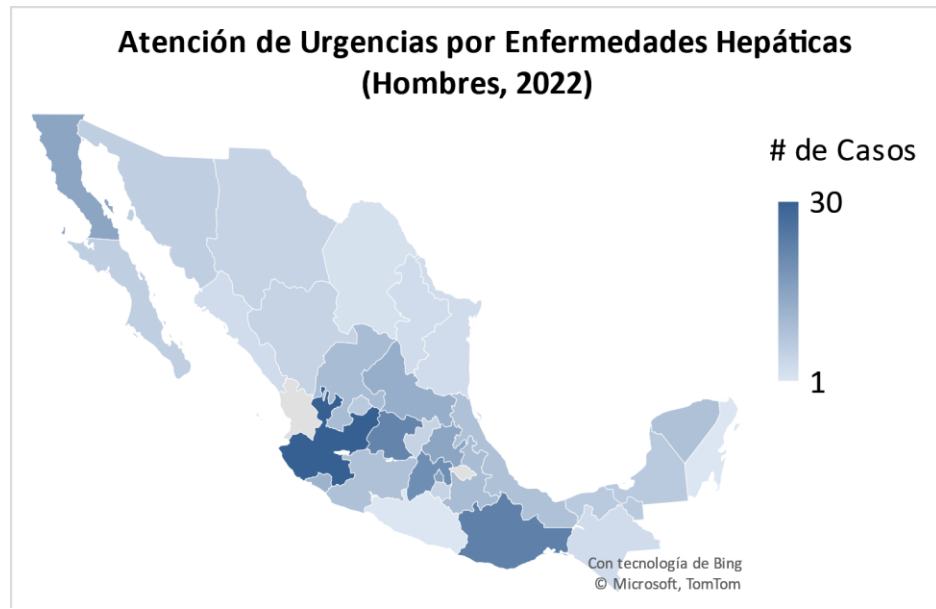 Atención de Urgencias por Enfermedades Hepáticas
(Hombres, 2022)
# de Casos
30
1
Con tecnología de Bing
© Microsoft, TomTom